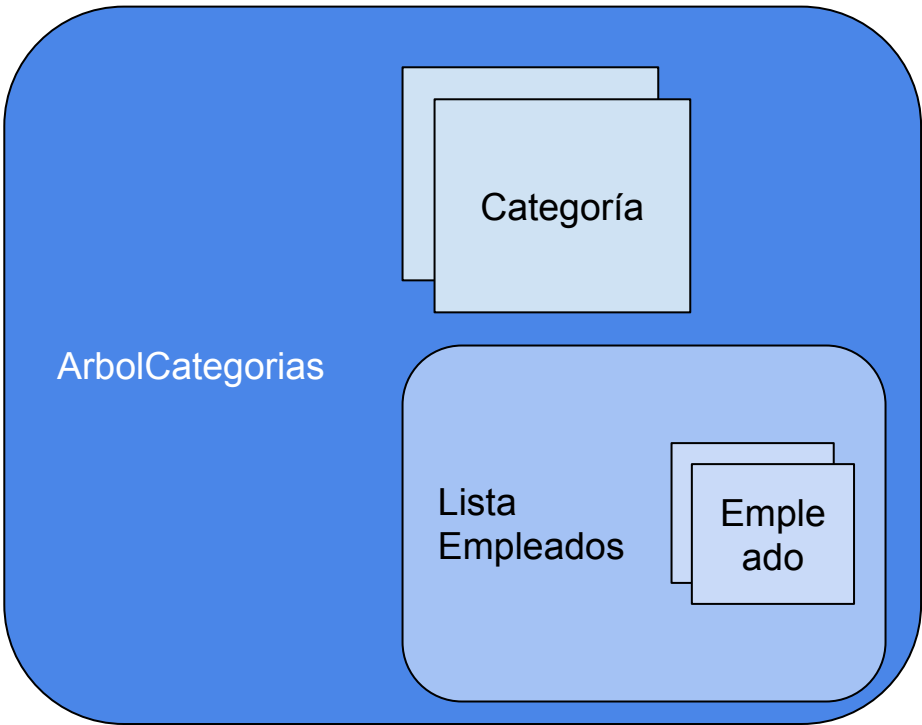 Categoría
ArbolCategorias
Lista
Empleados
Emple
ado